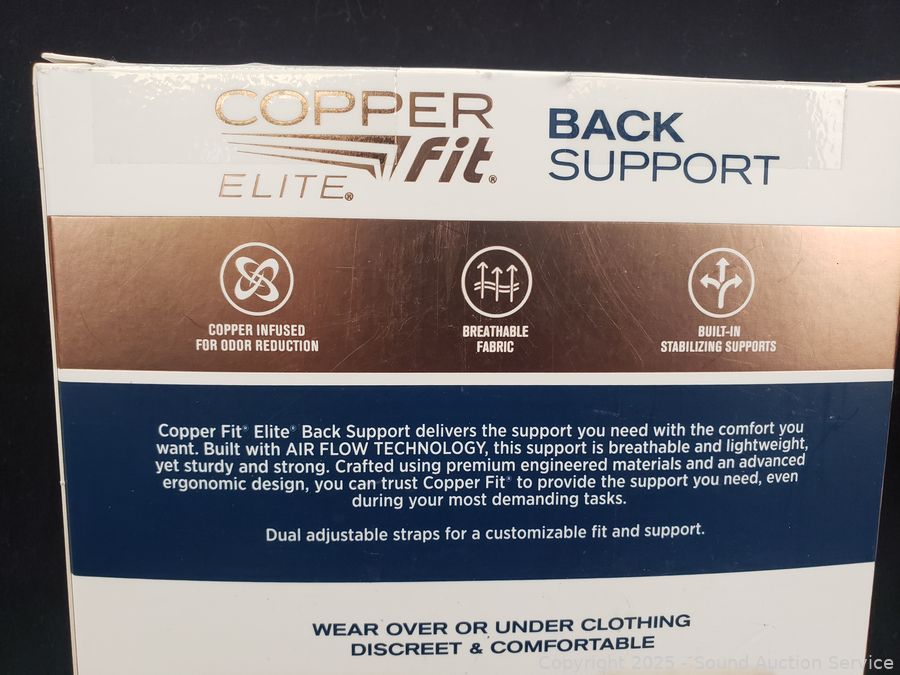 COPPER
fit®
ELITE®
BACK
SUPPORT
COPPER INFUSED
FOR ODOR REDUCTION
BREATHABLE
FABRIC
BUILT-IN
STABILIZING SUPPORTS
Copper Fit® Elite® Back Support delivers the support you need with the comfort you
want. Built with AIR FLOW TECHNOLOGY, this support is breathable and lightweight,
yet sturdy and strong. Crafted using premium engineered materials and an advanced
ergonomic design, you can trust Copper Fit® to provide the support you need, even
during your most demanding tasks.
Dual adjustable straps for a customizable fit and support.
WEAR OVER OR UNDER CLOTHING
DISCREET & COMFORTABLE
Copyright 2025 - Sound Auction Service